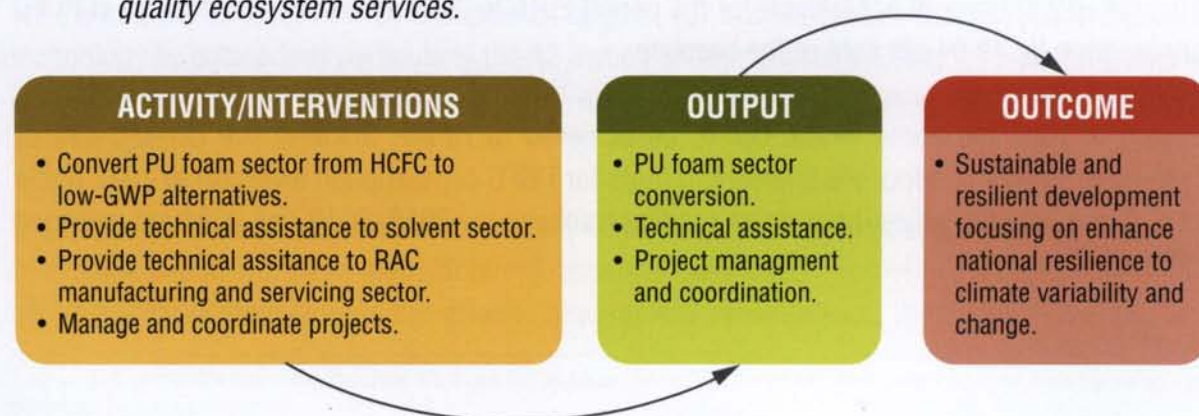 quality ecosystem services.
ACTIVITY/INTERVENTIONS
• Convert PU foam sector from HCFC to
low-GWP alternatives.
• Provide technical assistance to solvent sector.
• Provide technical assitance to RAC
manufacturing and servicing sector.
• Manage and coordinate projects.
OUTPUT
• PU foam sector
conversion.
• Technical assistance.
• Project managment
and coordination.
OUTCOME
• Sustainable and
resilient development
focusing on enhance
national resilience to
climate variability and
change.